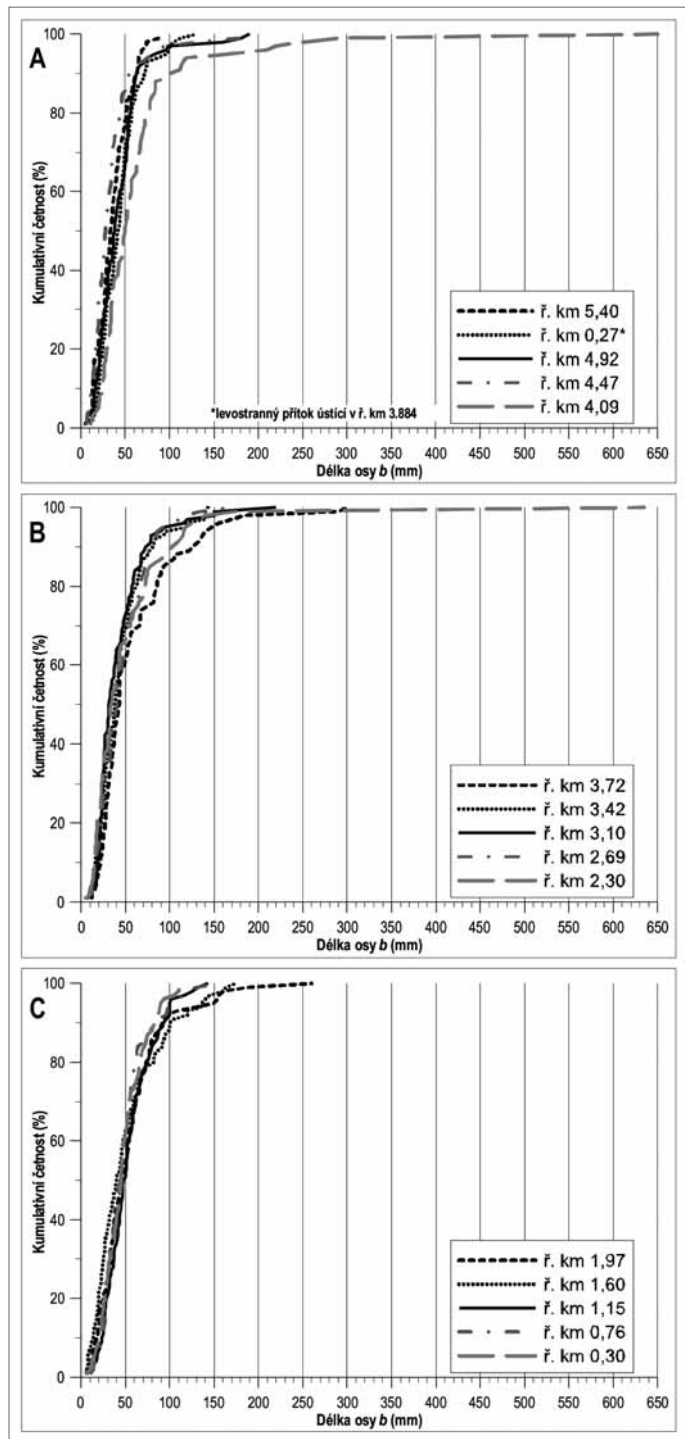 A
Kumulativní četnost (%)
100
80
60
40
20
0
ř. km 5,40
ř. km 0,27*
ř. km 4,92
ř. km 4,47
ř. km 4,09
*levostranný přítok ústící v ř. km 3.884
0 50 100 150 200 250 300 350 400 450 500 550 600 650
Délka osy b (mm)
B
Kumulativní četnost (%)
100
80
60
40
20
0
ř. km 3,72
ř. km 3,42
ř. km 3,10
ř. km 2,69
ř. km 2,30
0 50 100 150 200 250 300 350 400 450 500 550 600 650
Délka osy b (mm)
C
Kumulativní četnost (%)
100
80
60
40
20
0
ř. km 1,97
ř. km 1,60
ř. km 1,15
ř. km 0,76
ř. km 0,30
0 50 100 150 200 250 300 350 400 450 500 550 600 650
Délka osy b (mm)